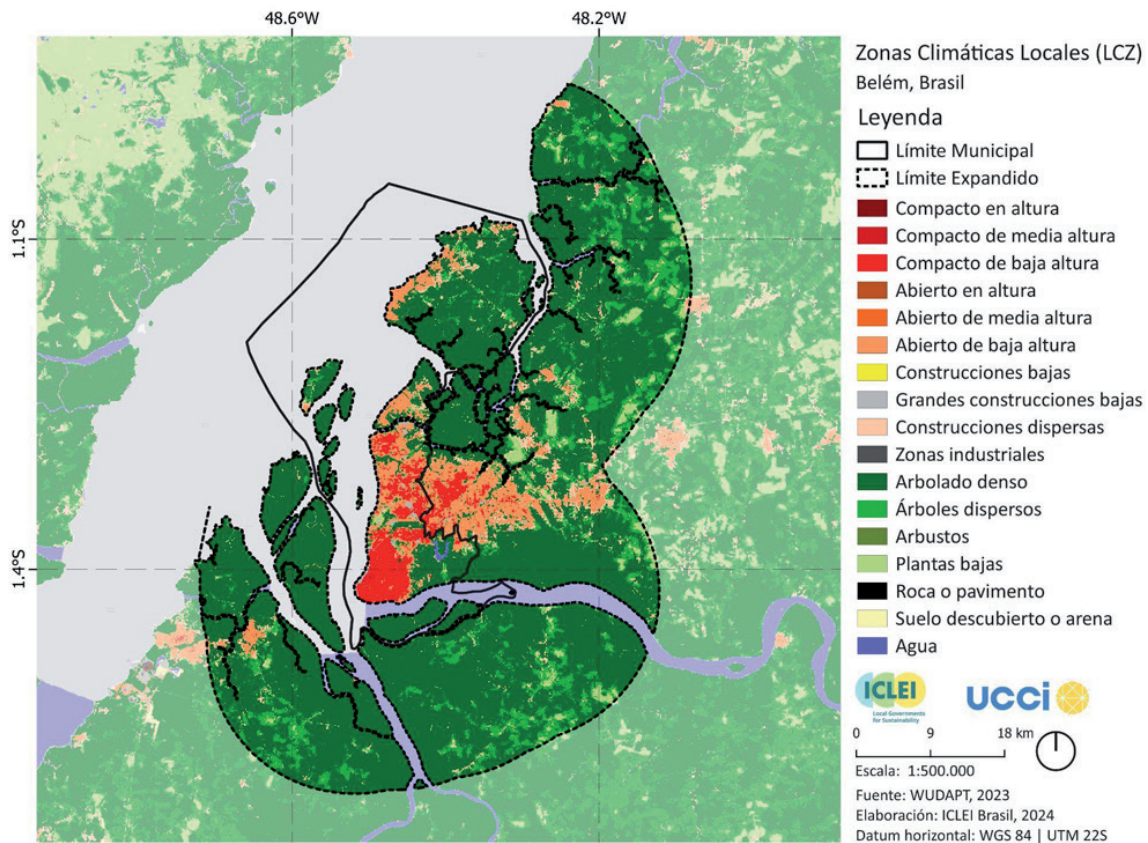 48.6°W
48.2°W
1.1°S
1.4°S
Zonas Climáticas Locales (LCZ)
Belém, Brasil
Leyenda
Límite Municipal
Límite Expandido
Compacto en altura
Compacto de media altura
Compacto de baja altura
Abierto en altura
Abierto de media altura
Abierto de baja altura
Construcciones bajas
Grandes construcciones bajas
Construcciones dispersas
Zonas industriales
Arbolado denso
Árboles dispersos
Arbustos
Plantas bajas
Roca o pavimento
Suelo descubierto o arena
Agua
ICLEI
Local Governments
for Sustainability
UCCI
0 9 18 km
Escala: 1:500.000
Fuente: WUDAPT, 2023
Elaboración: ICLEI Brasil, 2024
Datum horizontal: WGS 84 | UTM 22S